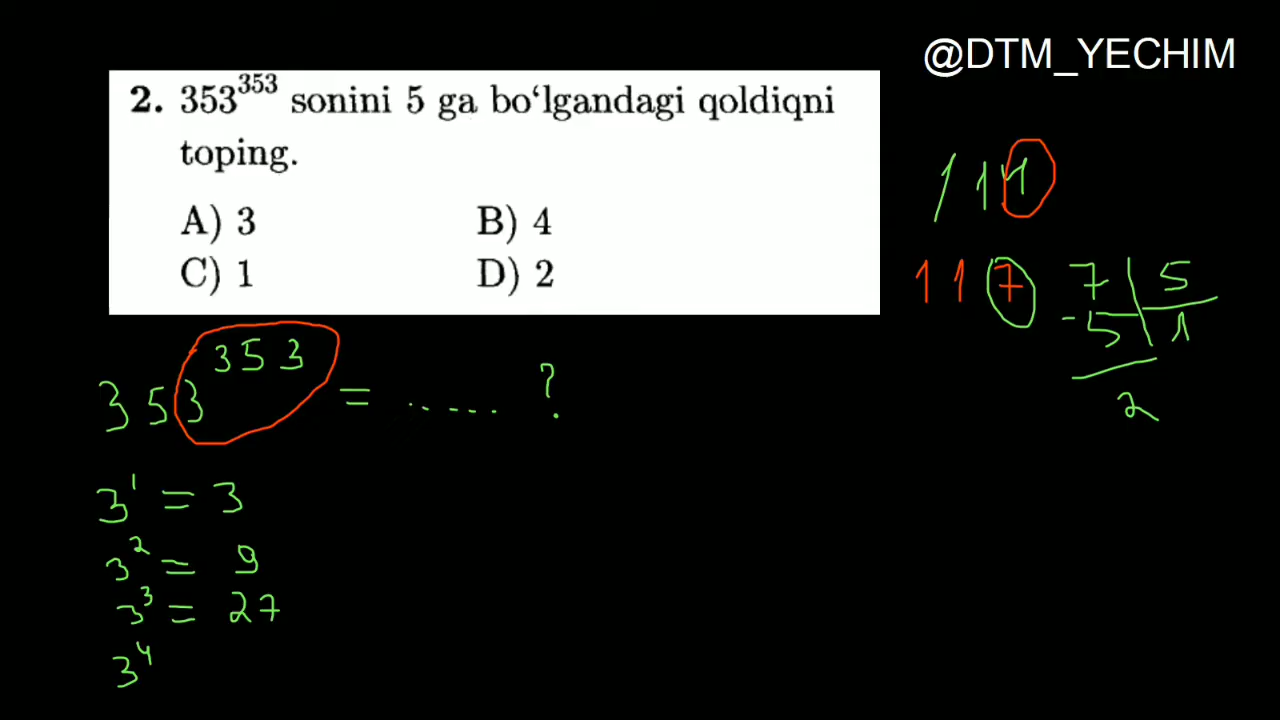 @DTM_YECHIM
2. 353^353 sonini 5 ga bo‘lgandagi qoldiqni
toping.
A) 3 B) 4
C) 1 D) 2
353^353 = ...... ?
3^1 = 3
3^2 = 9
3^3 = 27
3^4
117
7 | 5
-5 | 1
2